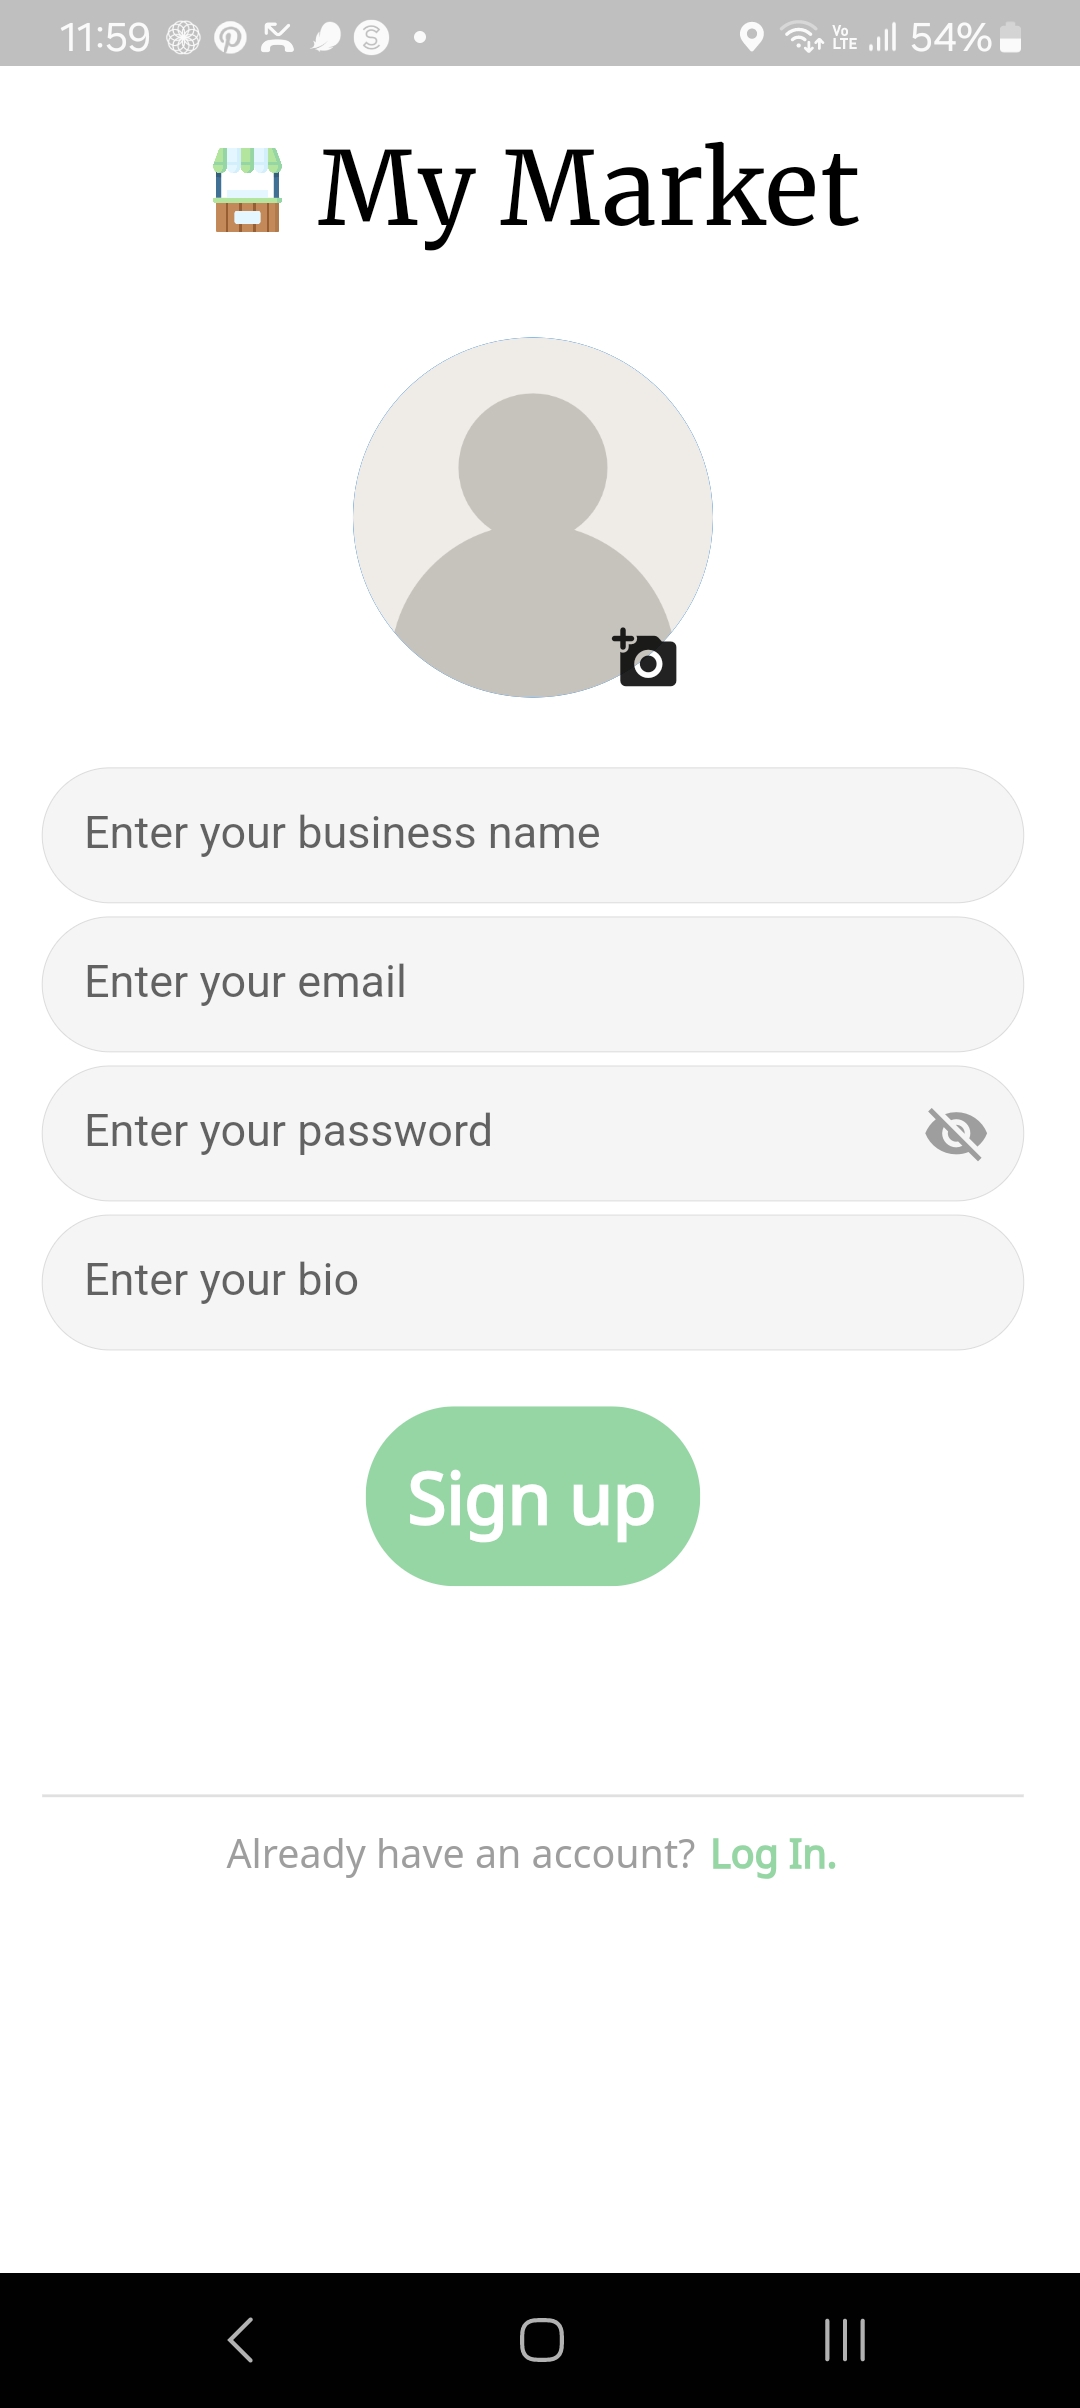 11:59 Vo LTE 54%
My Market
Enter your business name
Enter your email
Enter your password
Enter your bio
Sign up
Already have an account? Log In.